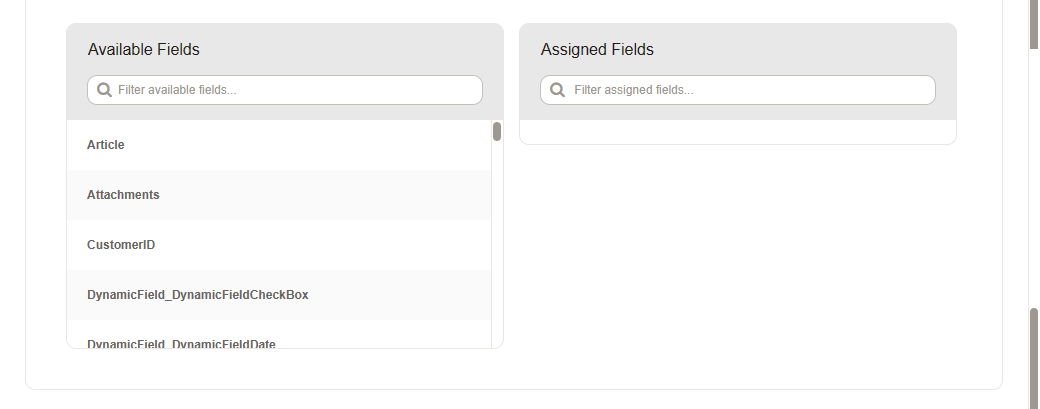 Available Fields
Assigned Fields
Filter available fields...
Filter assigned fields...
Article
Attachments
CustomerID
DynamicField_DynamicFieldCheckBox
DynamicField_DynamicFieldDate